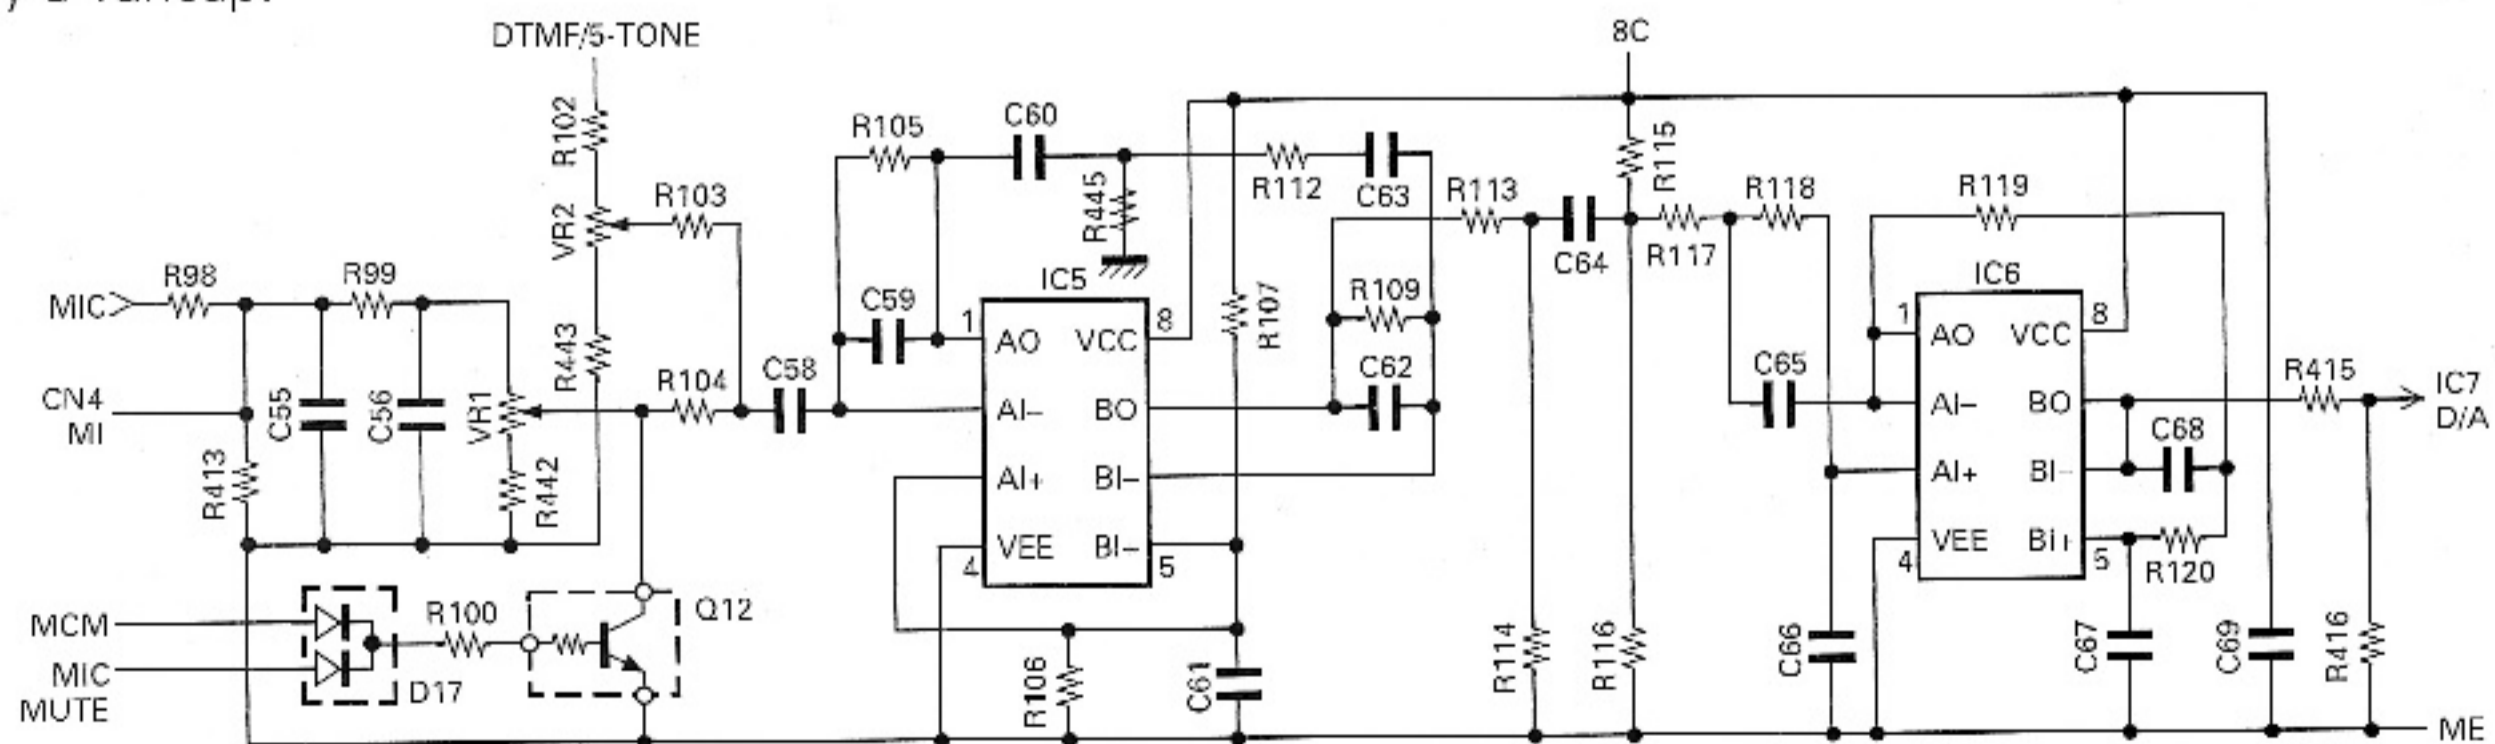 DTMF/5-TONE
8C
R102
R105
C60
R115
R103
R445
R112
C63
R113
R118
R119
VR2
C64
R117
R98
R99
IC5
IC6
MIC
C59
R109
R107
1 AO VCC 8
1 AO VCC 8
R443
C65
R415
IC7
D/A
CN4
MI
C55
C56
VR1
R104
C58
AI- BO
C62
AI- BO
C68
R413
R442
AI+ BI-
AI+ BI-
4 VEE BI- 5
4 VEE Bi+ 5
R120
MCM
R100
Q12
MIC
MUTE
D17
R106
C61
R114
R116
C66
C67
C69
R416
ME